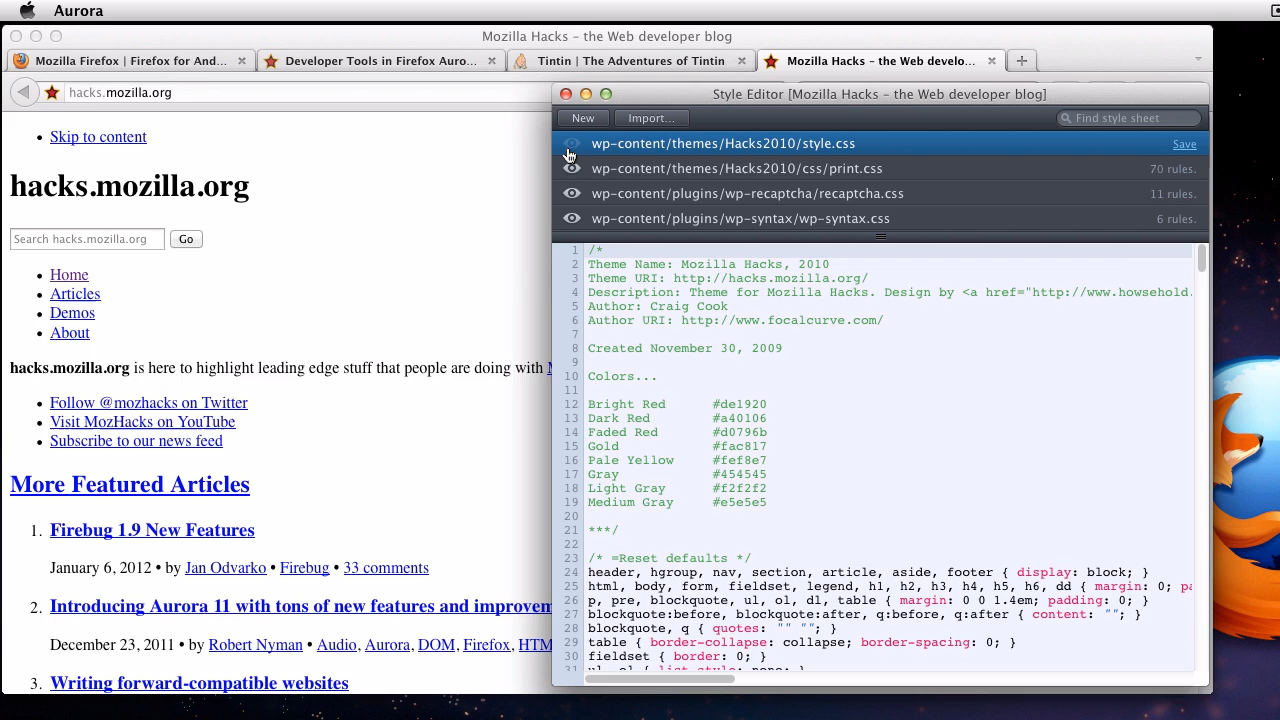 Aurora
Mozilla Hacks – the Web developer blog
Mozilla Firefox | Firefox for And...
Developer Tools in Firefox Auro...
Tintin | The Adventures of Tintin
Mozilla Hacks – the Web develo...
hacks.mozilla.org
Skip to content
hacks.mozilla.org
Search hacks.mozilla.org
Go
Home
Articles
Demos
About
hacks.mozilla.org is here to highlight leading edge stuff that people are doing with
Follow @mozhacks on Twitter
Visit MozHacks on YouTube
Subscribe to our news feed
More Featured Articles
1. Firebug 1.9 New Features
January 6, 2012 • by Jan Odvarko • Firebug • 33 comments
2. Introducing Aurora 11 with tons of new features and improvem
December 23, 2011 • by Robert Nyman • Audio, Aurora, DOM, Firefox, HTM
3. Writing forward-compatible websites
Style Editor [Mozilla Hacks – the Web developer blog]
New
Import...
Find style sheet
wp-content/themes/Hacks2010/style.css
Save
wp-content/themes/Hacks2010/css/print.css
70 rules.
wp-content/plugins/wp-recaptcha/recaptcha.css
11 rules.
wp-content/plugins/wp-syntax/wp-syntax.css
6 rules.
1 /*
2 Theme Name: Mozilla Hacks, 2010
3 Theme URI: http://hacks.mozilla.org/
4 Description: Theme for Mozilla Hacks. Design by <a href="http://www.howsehold.
5 Author: Craig Cook
6 Author URI: http://www.focalcurve.com/
7
8 Created November 30, 2009
9
10 Colors...
11
12 Bright Red #de1920
13 Dark Red #a40106
14 Faded Red #d0796b
15 Gold #fac817
16 Pale Yellow #fef8e7
17 Gray #454545
18 Light Gray #f2f2f2
19 Medium Gray #e5e5e5
20
21 ***/
22
23 /* =Reset defaults */
24 header, hgroup, nav, section, article, aside, footer { display: block; }
25 html, body, form, fieldset, legend, h1, h2, h3, h4, h5, h6, dd { margin: 0; pa
26 p, pre, blockquote, ul, ol, dl, table { margin: 0 0 1.4em; padding: 0; }
27 blockquote:before, blockquote:after, q:before, q:after { content: ""; }
28 blockquote, q { quotes: "" ""; }
29 table { border-collapse: collapse; border-spacing: 0; }
30 fieldset { border: 0; }
31 ul, ol { list-style: none; }